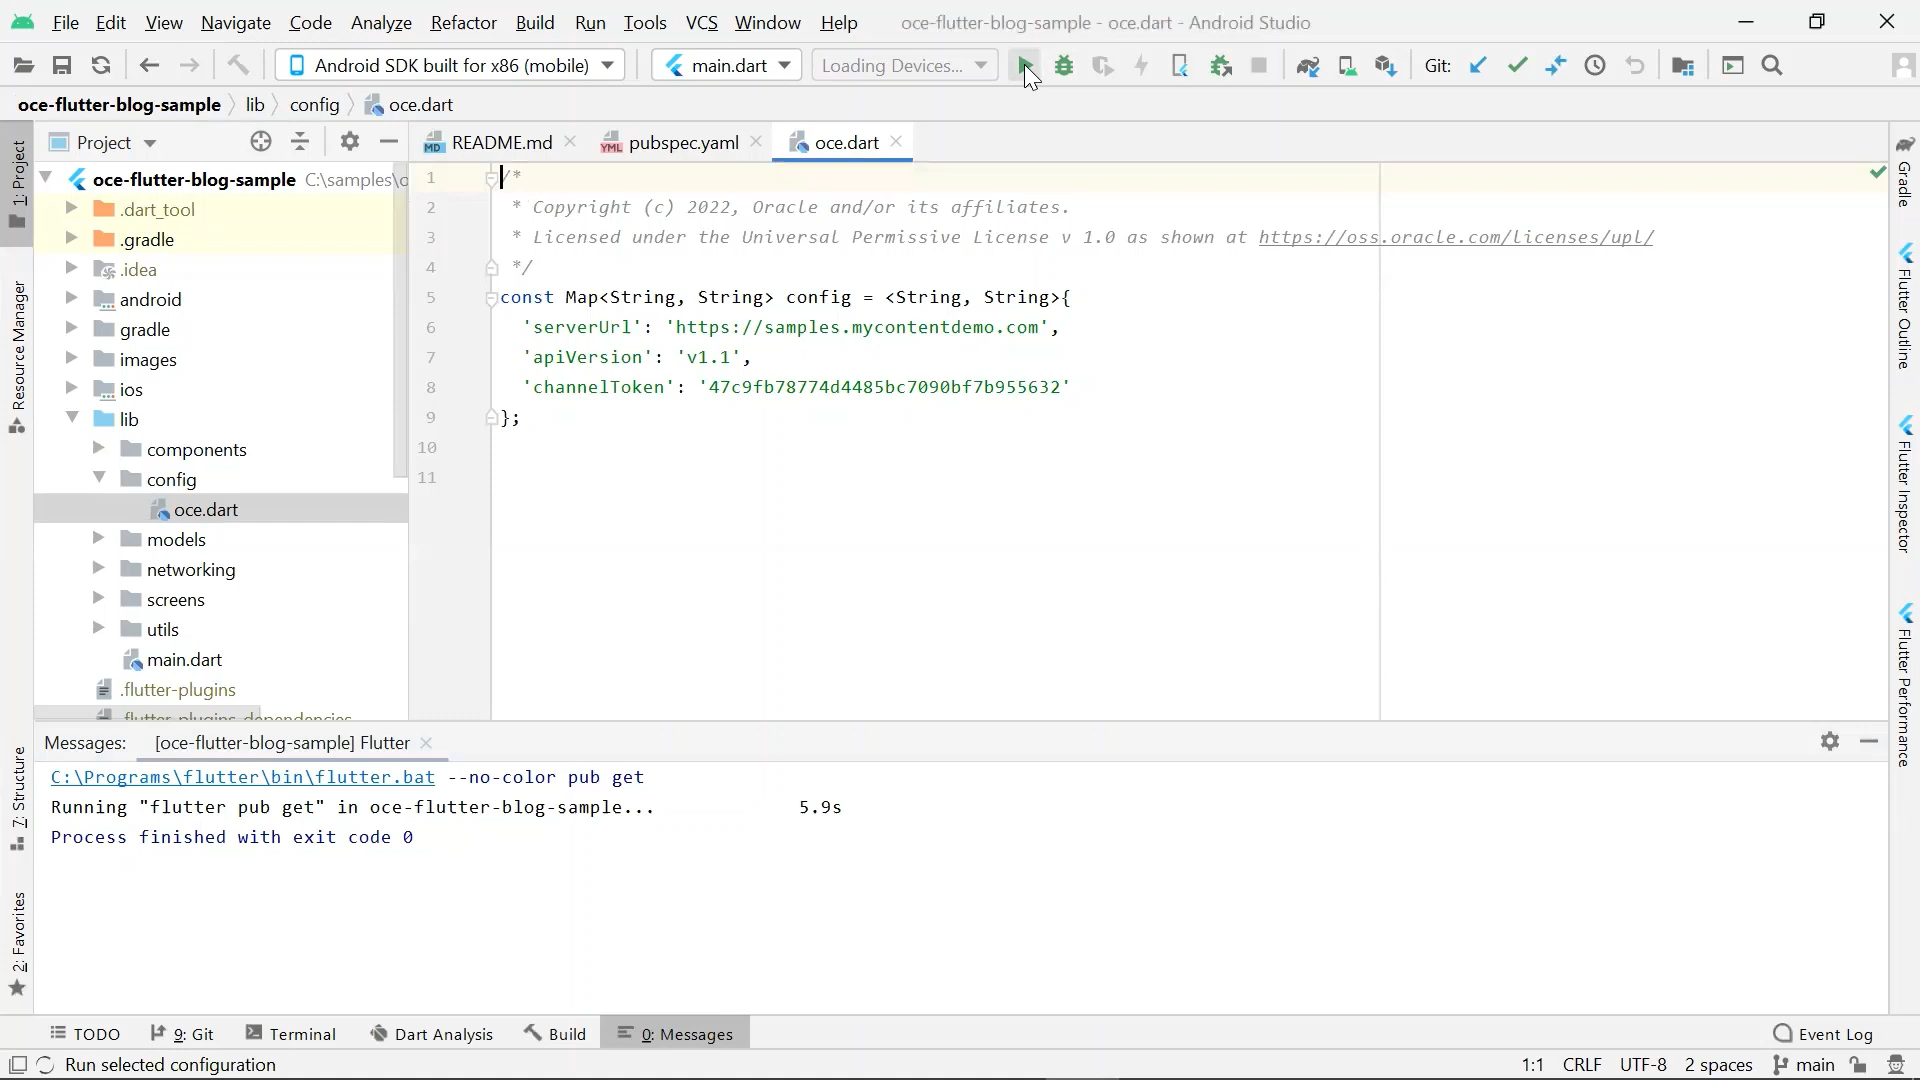 File Edit View Navigate Code Analyze Refactor Build Run Tools VCS Window Help oce-flutter-blog-sample - oce.dart - Android Studio
Android SDK built for x86 (mobile) main.dart Loading Devices... Git:
oce-flutter-blog-sample lib config oce.dart
Project README.md pubspec.yaml oce.dart
1: Project
Resource Manager
7: Structure
2: Favorites
oce-flutter-blog-sample C:\samples\o
.dart_tool
.gradle
.idea
android
gradle
images
ios
lib
components
config
oce.dart
models
networking
screens
utils
main.dart
.flutter-plugins
.flutter-plugins-dependencies
1 /*
2 * Copyright (c) 2022, Oracle and/or its affiliates.
3 * Licensed under the Universal Permissive License v 1.0 as shown at https://oss.oracle.com/licenses/upl/
4 */
5 const Map<String, String> config = <String, String>{
6 'serverUrl': 'https://samples.mycontentdemo.com',
7 'apiVersion': 'v1.1',
8 'channelToken': '47c9fb78774d4485bc7090bf7b955632'
9 };
10
11
Gradle
Flutter Outline
Flutter Inspector
Flutter Performance
Messages: [oce-flutter-blog-sample] Flutter
C:\Programs\flutter\bin\flutter.bat --no-color pub get
Running "flutter pub get" in oce-flutter-blog-sample... 5.9s
Process finished with exit code 0
TODO 9: Git Terminal Dart Analysis Build 0: Messages Event Log
Run selected configuration 1:1 CRLF UTF-8 2 spaces main